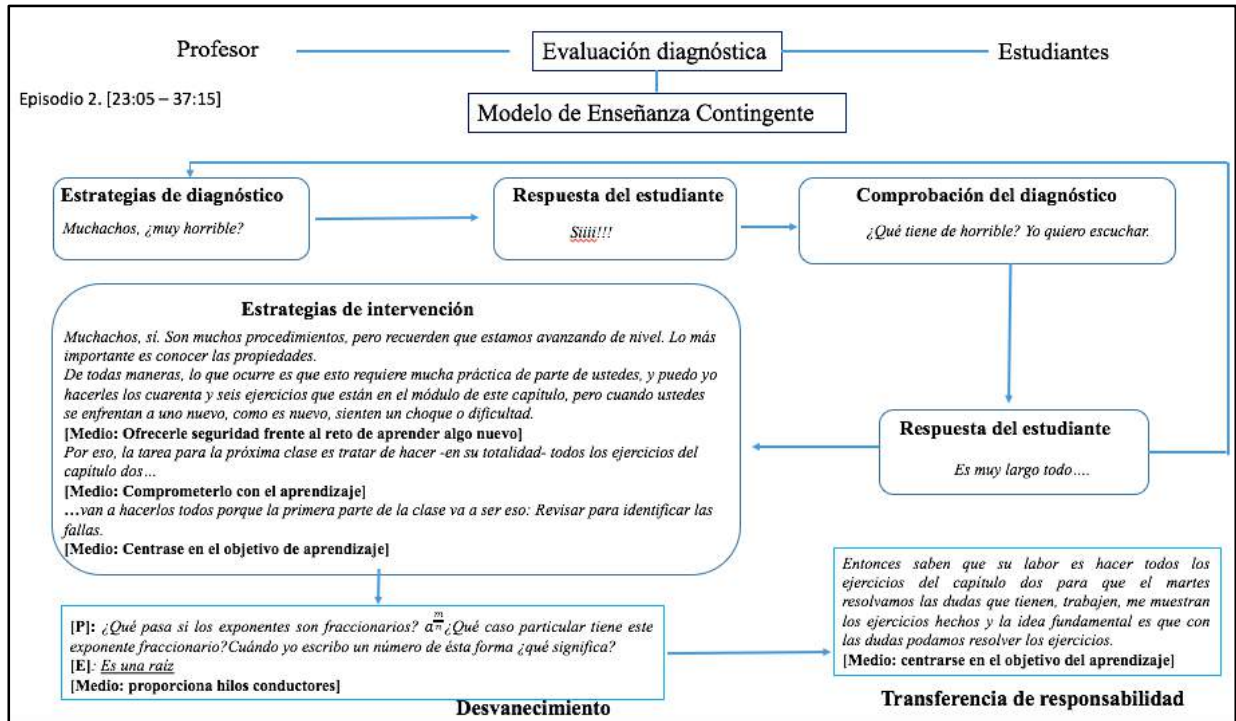 Profesor
Evaluación diagnóstica
Estudiantes
Episodio 2. [23:05 – 37:15]
Modelo de Enseñanza Contingente
Estrategias de diagnóstico
Muchachos, ¿muy horrible?
Respuesta del estudiante
Siiii!!!
Comprobación del diagnóstico
¿Qué tiene de horrible? Yo quiero escuchar.
Estrategias de intervención
Muchachos, sí. Son muchos procedimientos, pero recuerden que estamos avanzando de nivel. Lo más
importante es conocer las propiedades.
De todas maneras, lo que ocurre es que esto requiere mucha práctica de parte de ustedes, y puedo yo
hacerles los cuarenta y seis ejercicios que están en el módulo de este capítulo, pero cuando ustedes
se enfrentan a uno nuevo, como es nuevo, sienten un choque o dificultad.
[Medio: Ofrecerle seguridad frente al reto de aprender algo nuevo]
Por eso, la tarea para la próxima clase es tratar de hacer -en su totalidad- todos los ejercicios del
capítulo dos…
[Medio: Comprometerlo con el aprendizaje]
…van a hacerlos todos porque la primera parte de la clase va a ser eso: Revisar para identificar las
fallas.
[Medio: Centrase en el objetivo de aprendizaje]
Respuesta del estudiante
Es muy largo todo….
[P]: ¿Qué pasa si los exponentes son fraccionarios? a^(m/n) ¿Qué caso particular tiene este
exponente fraccionario? Cuándo yo escribo un número de ésta forma ¿qué significa?
[E]: Es una raíz
[Medio: proporciona hilos conductores]
Desvanecimiento
Entonces saben que su labor es hacer todos los
ejercicios del capítulo dos para que el martes
resolvamos las dudas que tienen, trabajen, me muestran
los ejercicios hechos y la idea fundamental es que con
las dudas podamos resolver los ejercicios.
[Medio: centrarse en el objetivo del aprendizaje]
Transferencia de responsabilidad